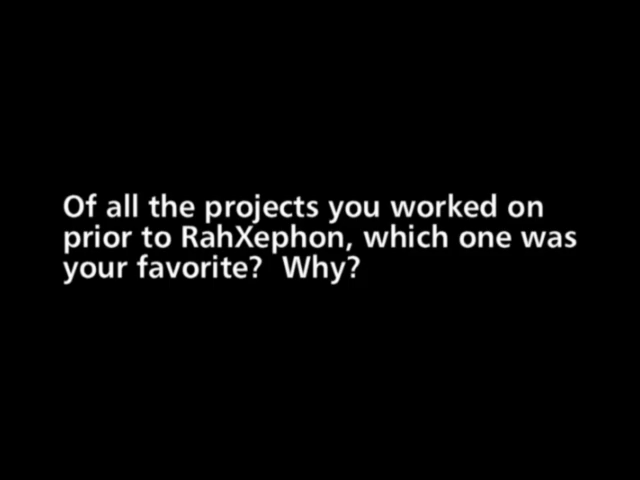 Of all the projects you worked on
prior to RahXephon, which one was
your favorite?  Why?